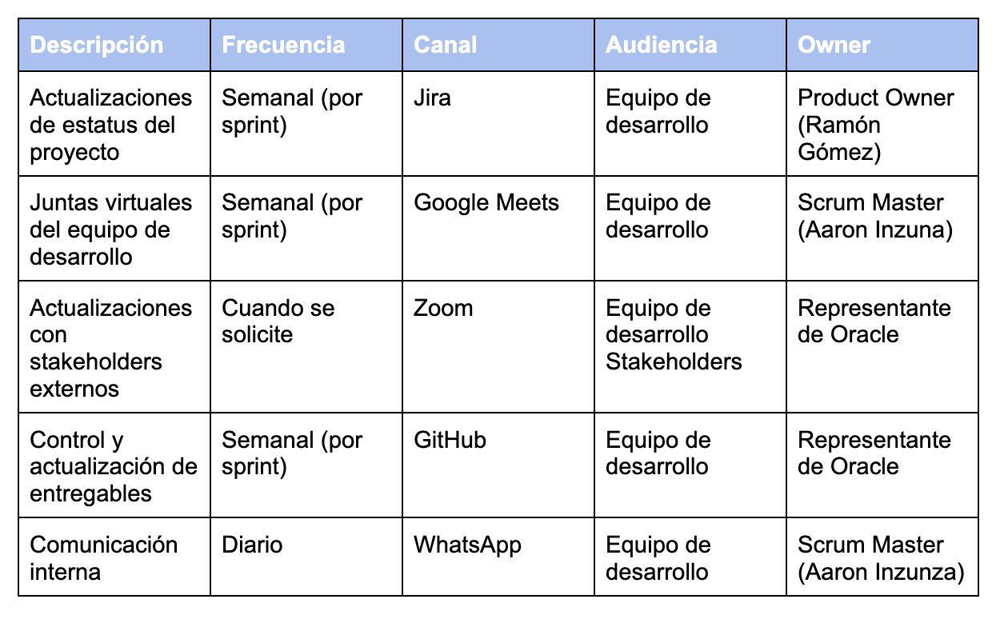 Descripción Frecuencia Canal Audiencia Owner
Actualizaciones Semanal (por Jira Equipo de Product Owner
de estatus del sprint) desarrollo (Ramón
proyecto Gómez)
Juntas virtuales Semanal (por Google Meets Equipo de Scrum Master
del equipo de sprint) desarrollo (Aaron Inzuna)
desarrollo
Actualizaciones Cuando se Zoom Equipo de Representante
con solicite desarrollo de Oracle
stakeholders Stakeholders
externos
Control y Semanal (por GitHub Equipo de Representante
actualización de sprint) desarrollo de Oracle
entregables
Comunicación Diario WhatsApp Equipo de Scrum Master
interna desarrollo (Aaron Inzunza)